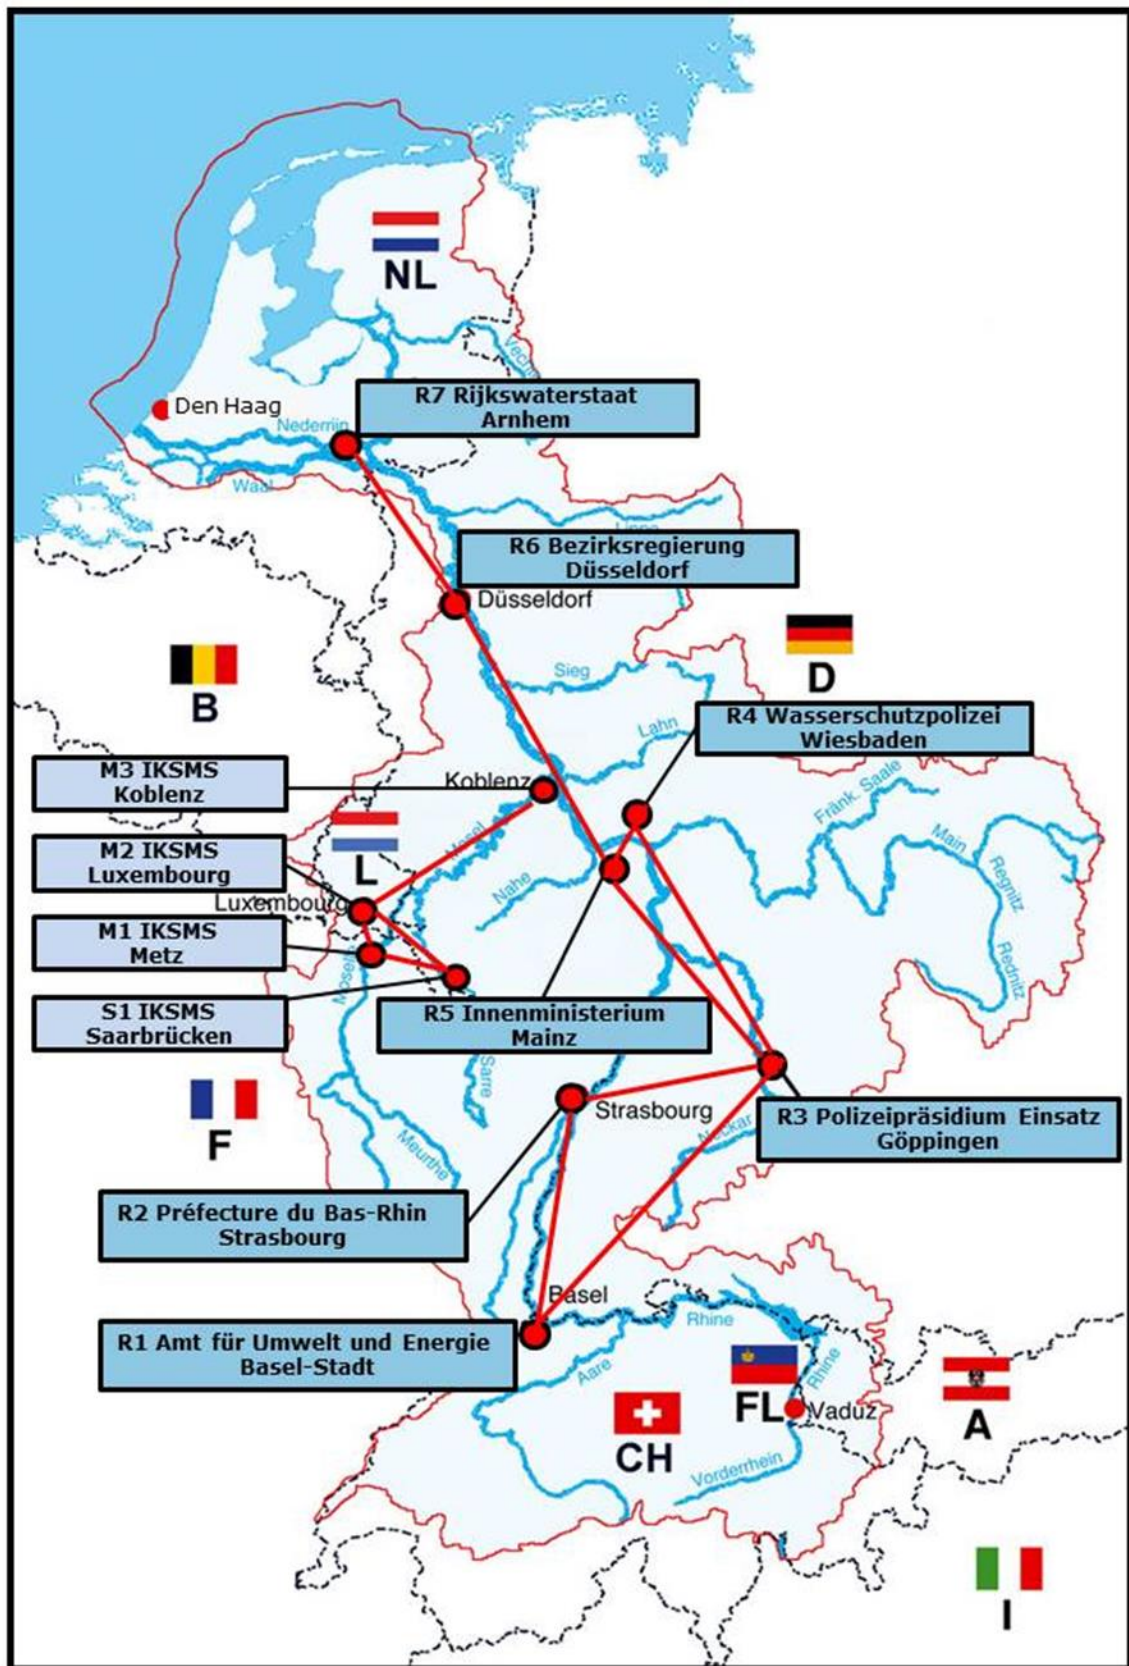 NL
Vecht
R7 Rijkswaterstaat
Arnhem
Den Haag
Nederrijn
Waal
Lippe
R6 Bezirksregierung
Düsseldorf
Düsseldorf
D
B
Sieg
R4 Wasserschutzpolizei
Wiesbaden
Lahn
M3 IKSMS
Koblenz
Koblenz
Fränk. Saale
Mosel
Main
M2 IKSMS
Luxembourg
L
Nahe
Regnitz
Luxembourg
M1 IKSMS
Metz
Moselle
Rednitz
S1 IKSMS
Saarbrücken
R5 Innenministerium
Mainz
Sarre
F
Strasbourg
R3 Polizeipräsidium Einsatz
Göppingen
Neckar
Meurthe
R2 Préfecture du Bas-Rhin
Strasbourg
Basel
Rhine
R1 Amt für Umwelt und Energie
Basel-Stadt
Aare
Rhine
FL
Vaduz
A
CH
Vorderrhein
I